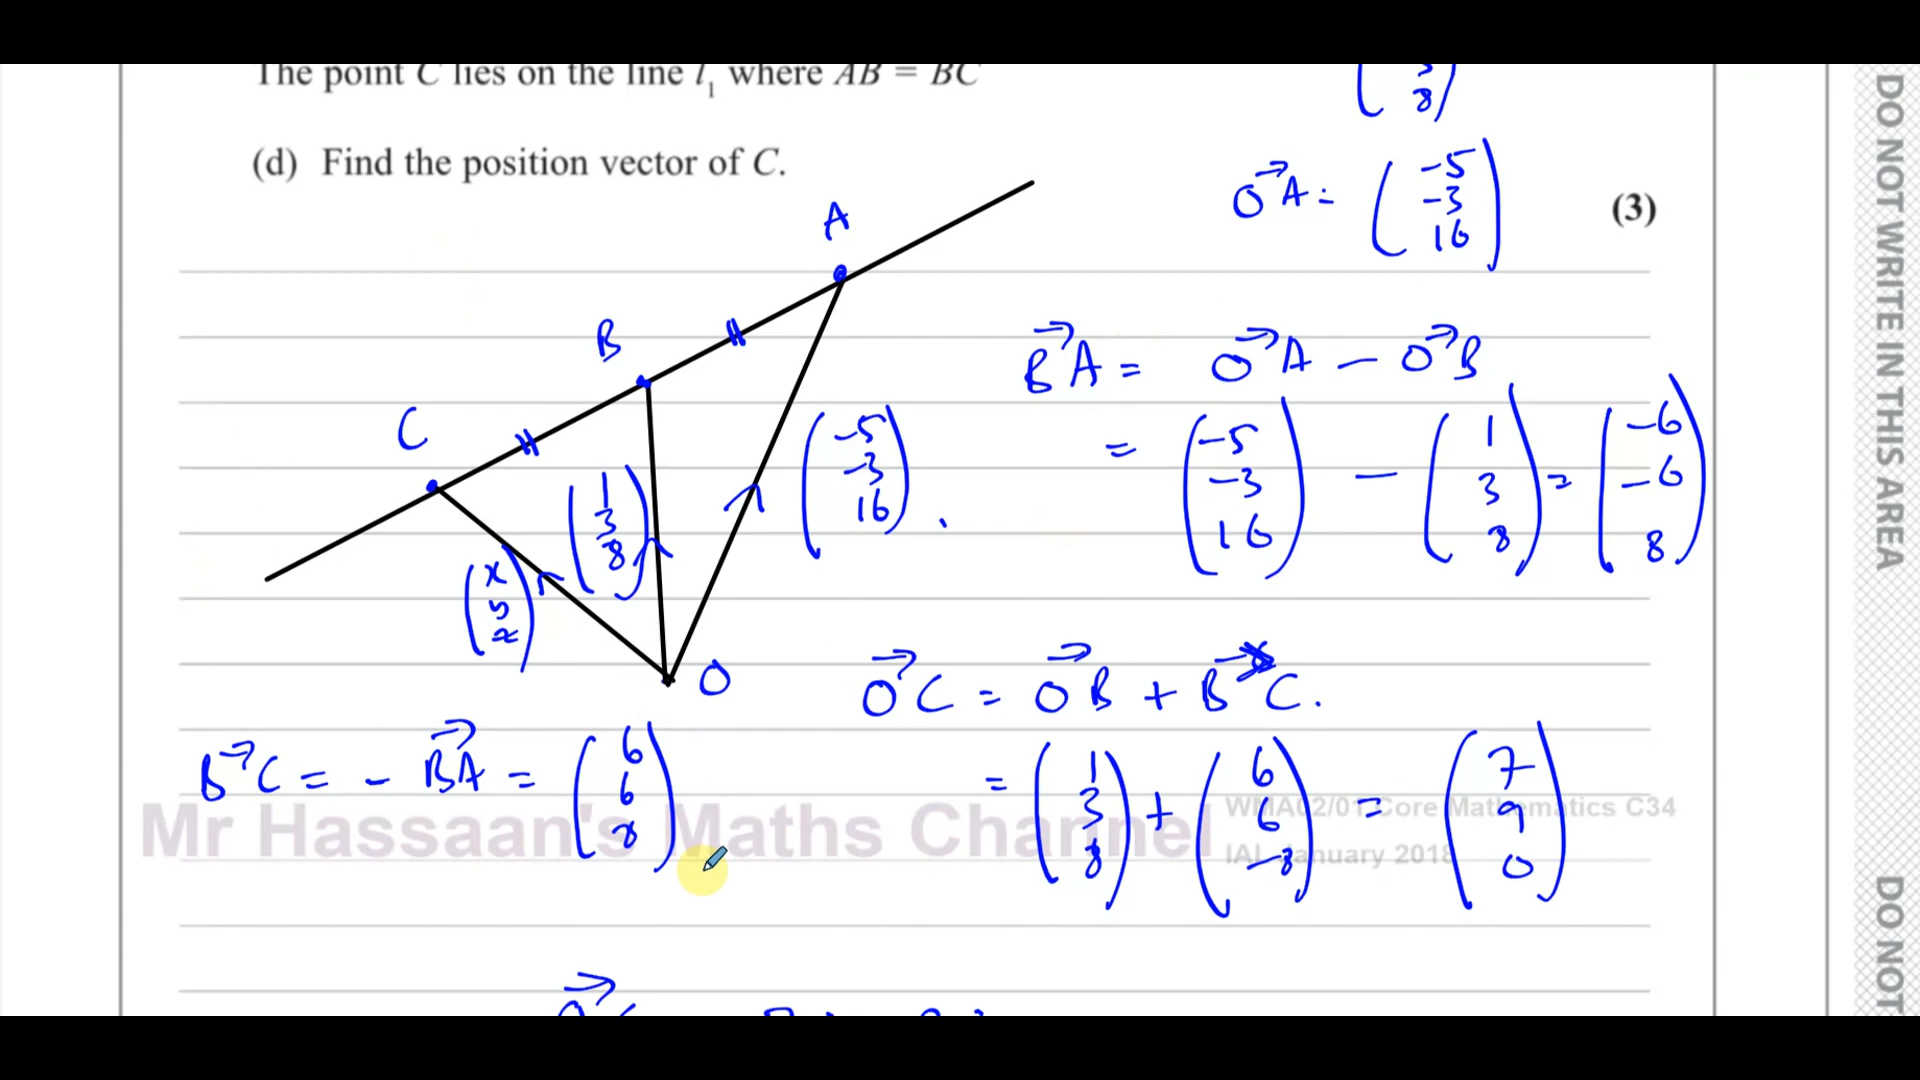 The point C lies on the line l₁ where AB = BC
8
(d) Find the position vector of C.
(3)
OA = ( -5 -3 16 )
A
B
C
BA = OA - OB
= ( -5 -3 16 ) - ( 1 3 8 ) = ( -6 -6 8 )
( -5 -3 16 ) .
( 1 3 8 )
( x y z )
O
OC = OB + BC.
= ( 1 3 8 ) + ( 6 6 -8 ) = ( 7 9 0 )
BC = - BA = ( 6 6 8 )
Mr Hassaan's Maths Channel
WMA02/01 Core Mathematics C34
IAL January 2018
DO NOT WRITE IN THIS AREA
DO NOT